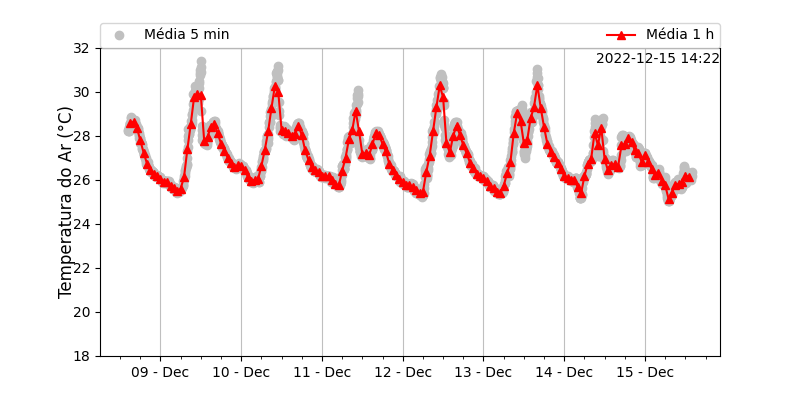 Média 5 min
Média 1 h
2022-12-15 14:22
Temperatura do Ar (°C)
32
30
28
26
24
22
20
18
09 - Dec
10 - Dec
11 - Dec
12 - Dec
13 - Dec
14 - Dec
15 - Dec